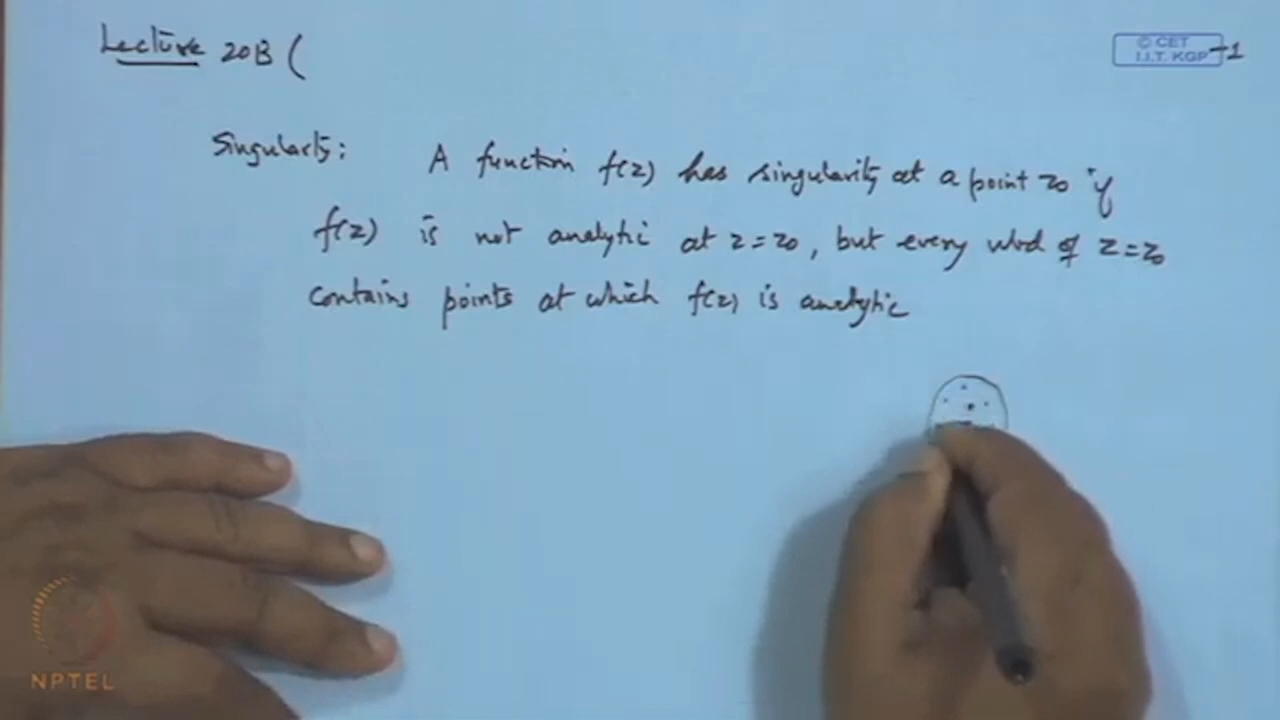 Lecture 20B (
© CET
I.I.T. KGP
-1
Singularity: A function f(z) has singularity at a point z0 if
f(z) is not analytic at z=z0, but every nbd of z=z0
contains points at which f(z) is analytic
NPTEL